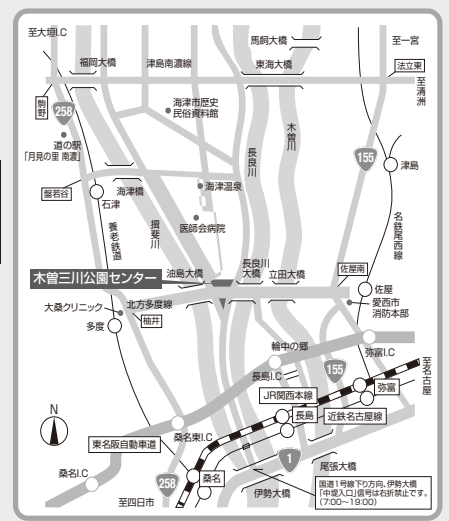 至大垣I.C
馬飼大橋
至一宮
福岡大橋
津島南濃線
東海大橋
法立東
至清洲
駒野
258
海津市歴史
民俗資料館
道の駅
「月見の里 南濃」
長良川
木曽川
155
津島
盤若谷
海津橋
海津温泉
石津
養老鉄道
揖斐川
医師会病院
名鉄尾西線
木曽三川公園センター
油島大橋
長良川
大橋
立田大橋
佐屋南
佐屋
大桑クリニック
北方多度線
愛西市
消防本部
多度
柚井
輪中の郷
弥富I.C
至名古屋
長島I.C
155
弥富
JR関西本線
N
長島
近鉄名古屋線
東名阪自動車道
桑名東I.C
1
尾張大橋
桑名I.C
258
桑名
国道1号線下り方向、伊勢大橋
「中堤入口」信号は右折禁止です。
(7:00〜19:00)
至四日市
伊勢大橋